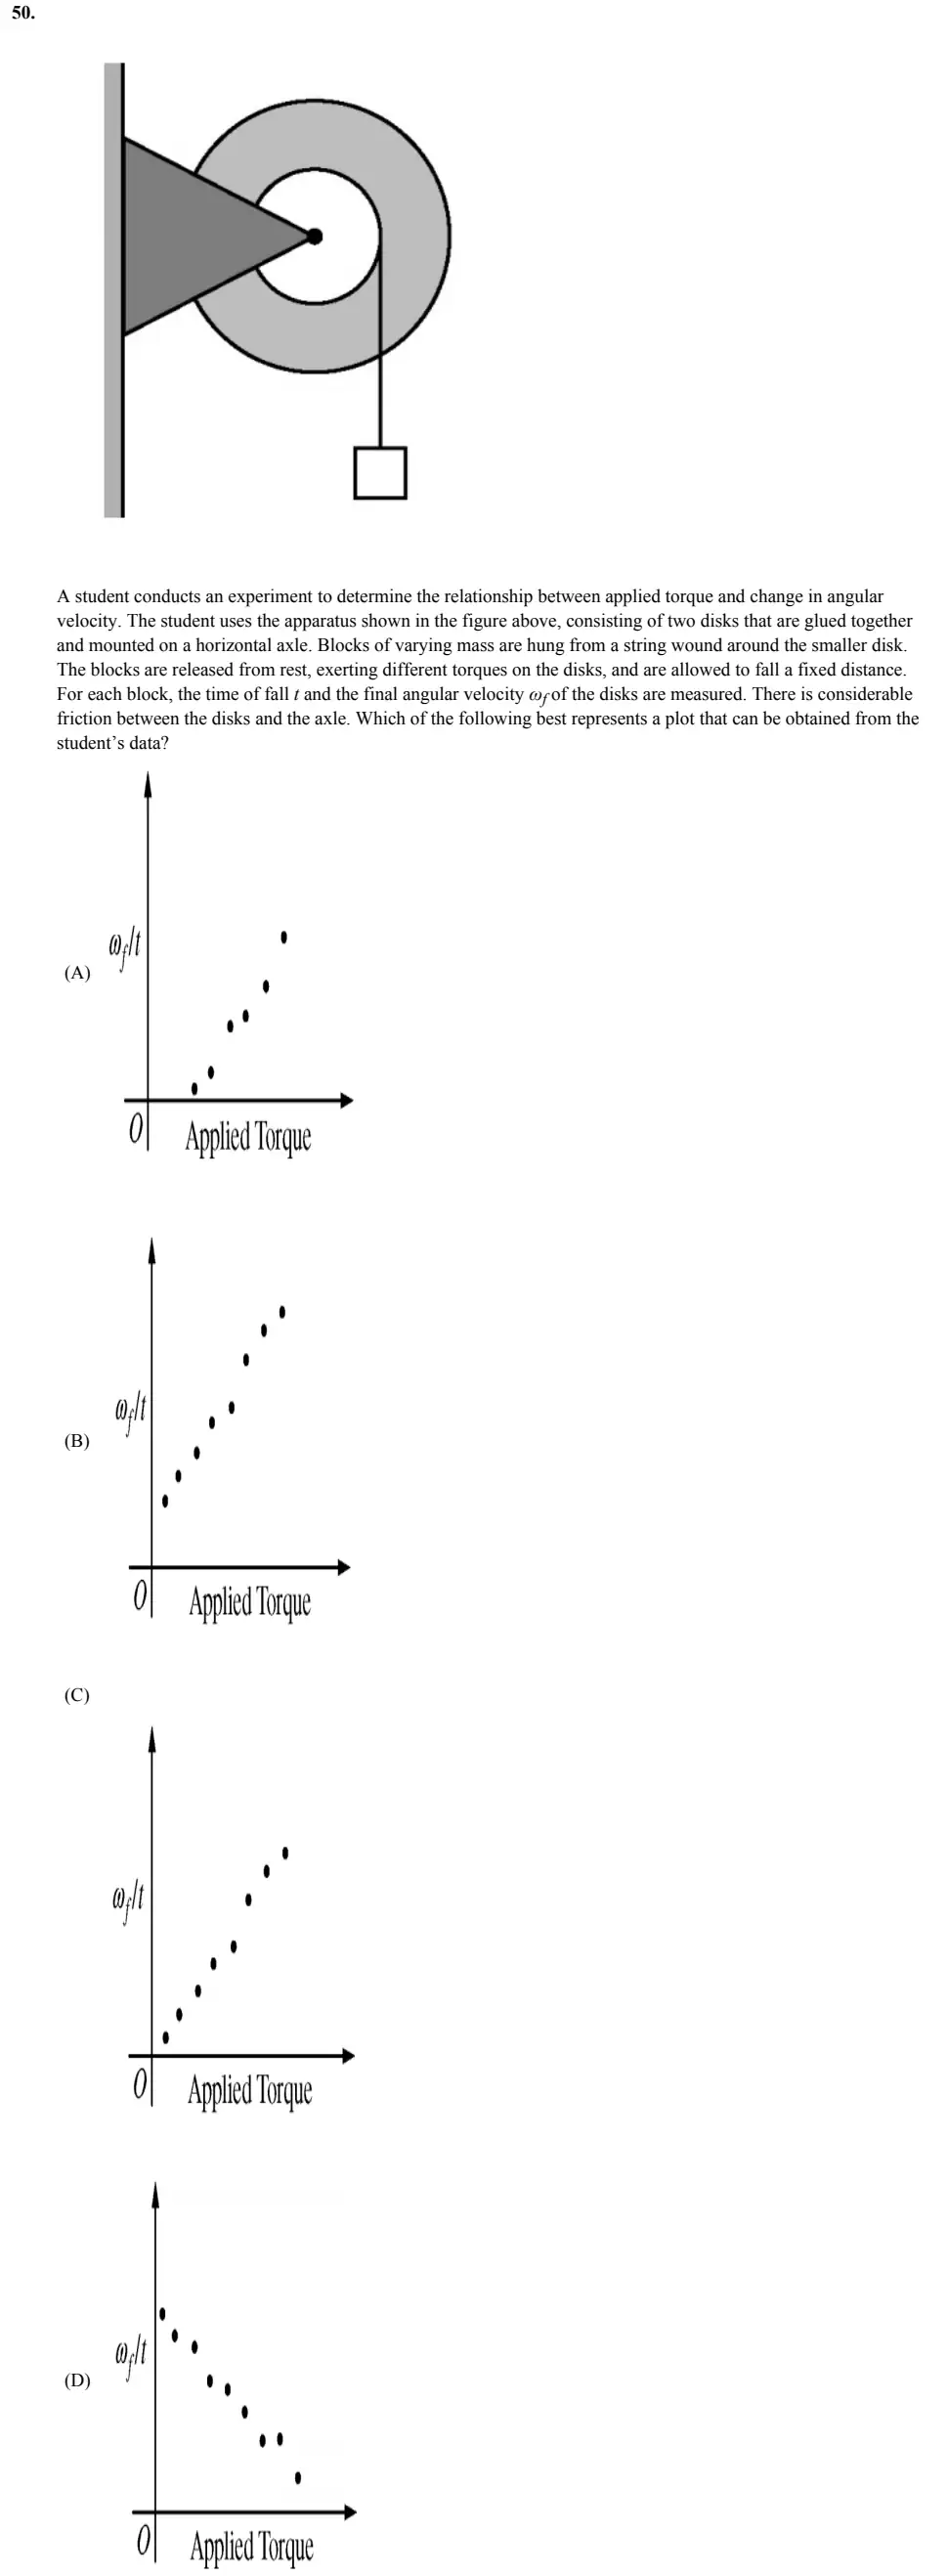 50.
A student conducts an experiment to determine the relationship between applied torque and change in angular
velocity. The student uses the apparatus shown in the figure above, consisting of two disks that are glued together
and mounted on a horizontal axle. Blocks of varying mass are hung from a string wound around the smaller disk.
The blocks are released from rest, exerting different torques on the disks, and are allowed to fall a fixed distance.
For each block, the time of fall t and the final angular velocity ωf of the disks are measured. There is considerable
friction between the disks and the axle. Which of the following best represents a plot that can be obtained from the
student’s data?
ωf/t
(A)
0
Applied Torque
ωf/t
(B)
0
Applied Torque
(C)
ωf/t
0
Applied Torque
ωf/t
(D)
0
Applied Torque